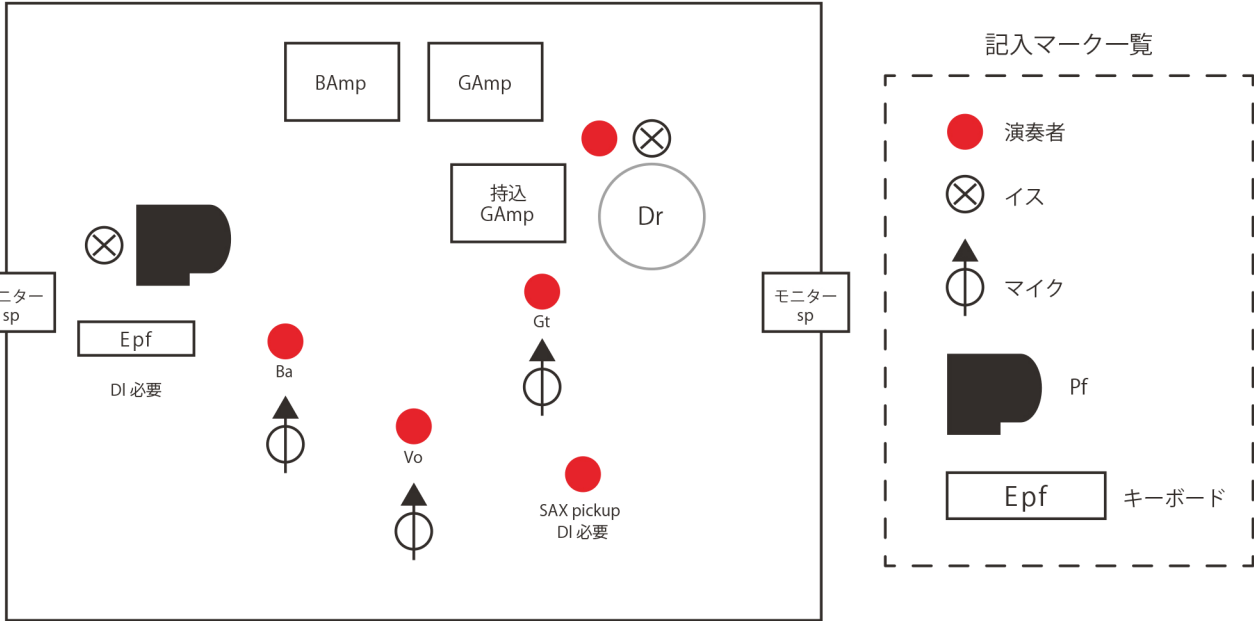 BAmp
GAmp
持込
GAmp
Dr
ニター
sp
モニター
sp
Epf
DI 必要
Gt
Ba
Vo
SAX pickup
DI 必要
記入マーク一覧
演奏者
イス
マイク
Pf
Epf
キーボード